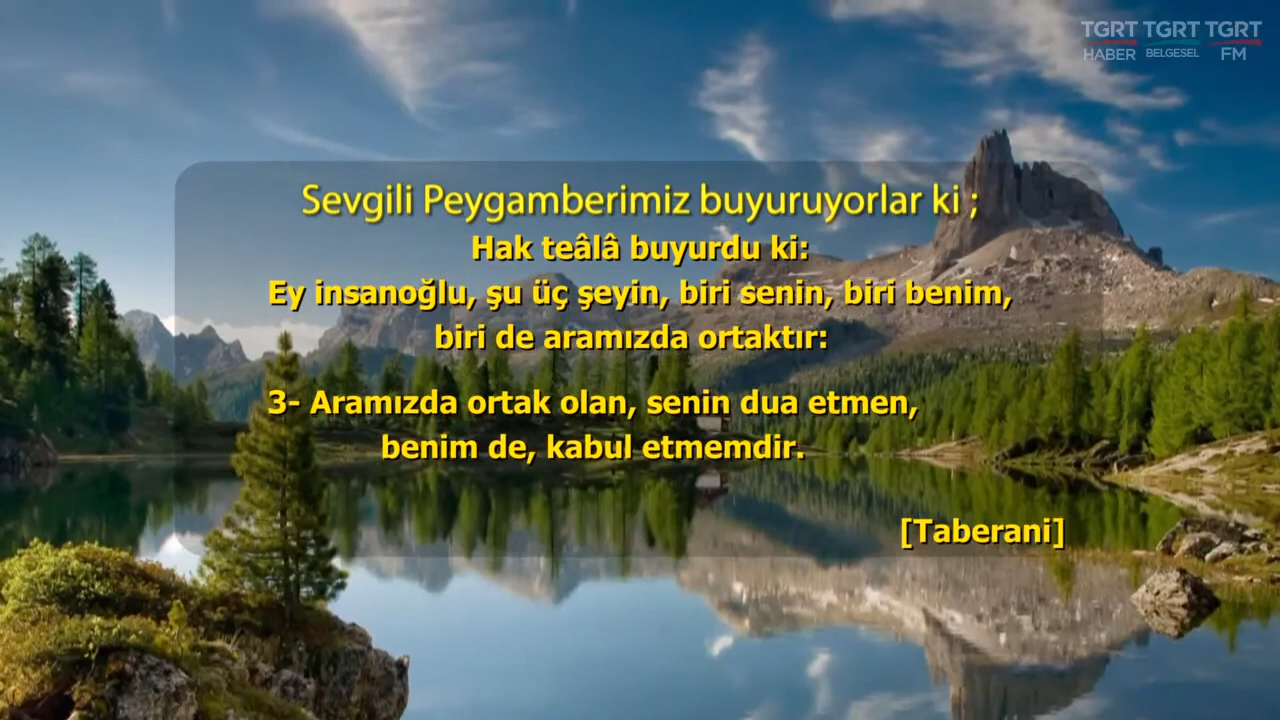 TGRT TGRT TGRT
HABER BELGESEL FM
Sevgili Peygamberimiz buyuruyorlar ki ;
Hak teâlâ buyurdu ki:
Ey insanoğlu, şu üç şeyin, biri senin, biri benim,
biri de aramızda ortaktır:
3- Aramızda ortak olan, senin dua etmen,
benim de, kabul etmemdir.
[Taberani]